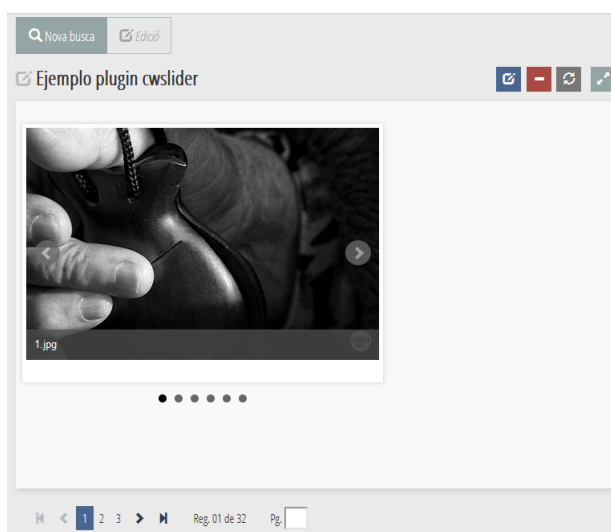 Nova busca Edició
Ejemplo plugin cwslider
1.jpg
1 2 3 Reg. 01 de 32 Pg.